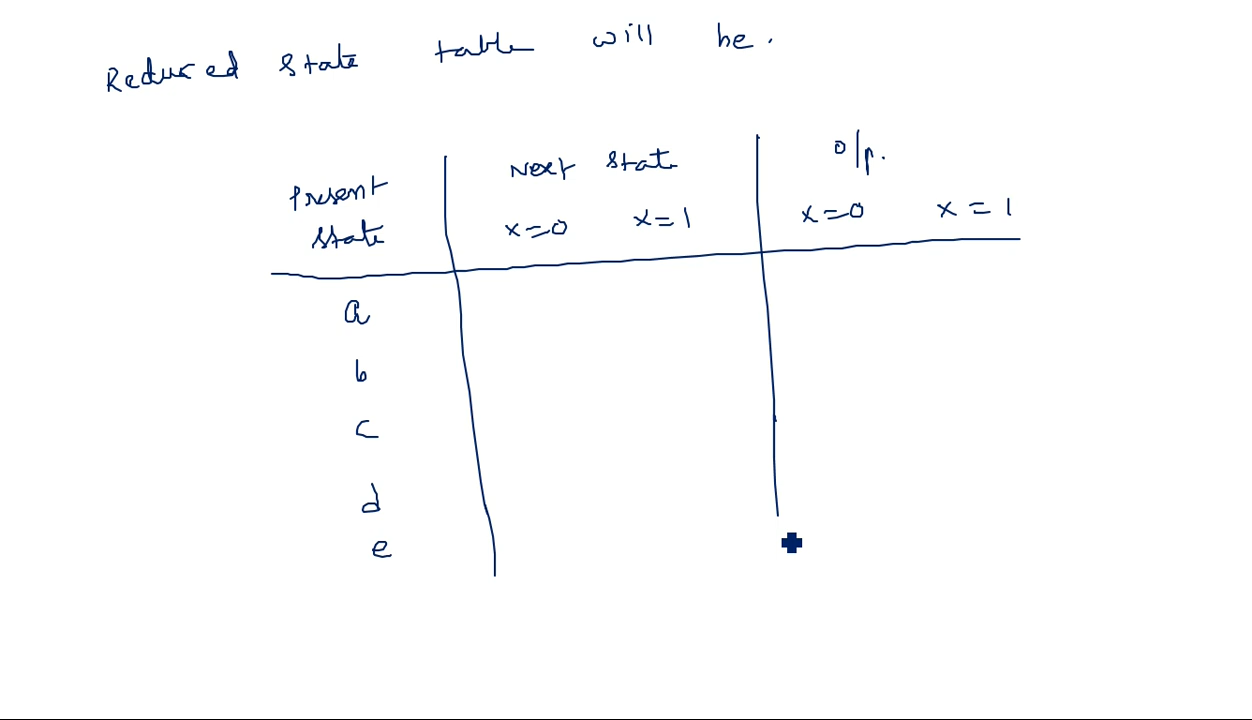 Reduced state table will be.
Present state Next state o/p.
x=0 x=1 x=0 x=1
a
b
c
d
e